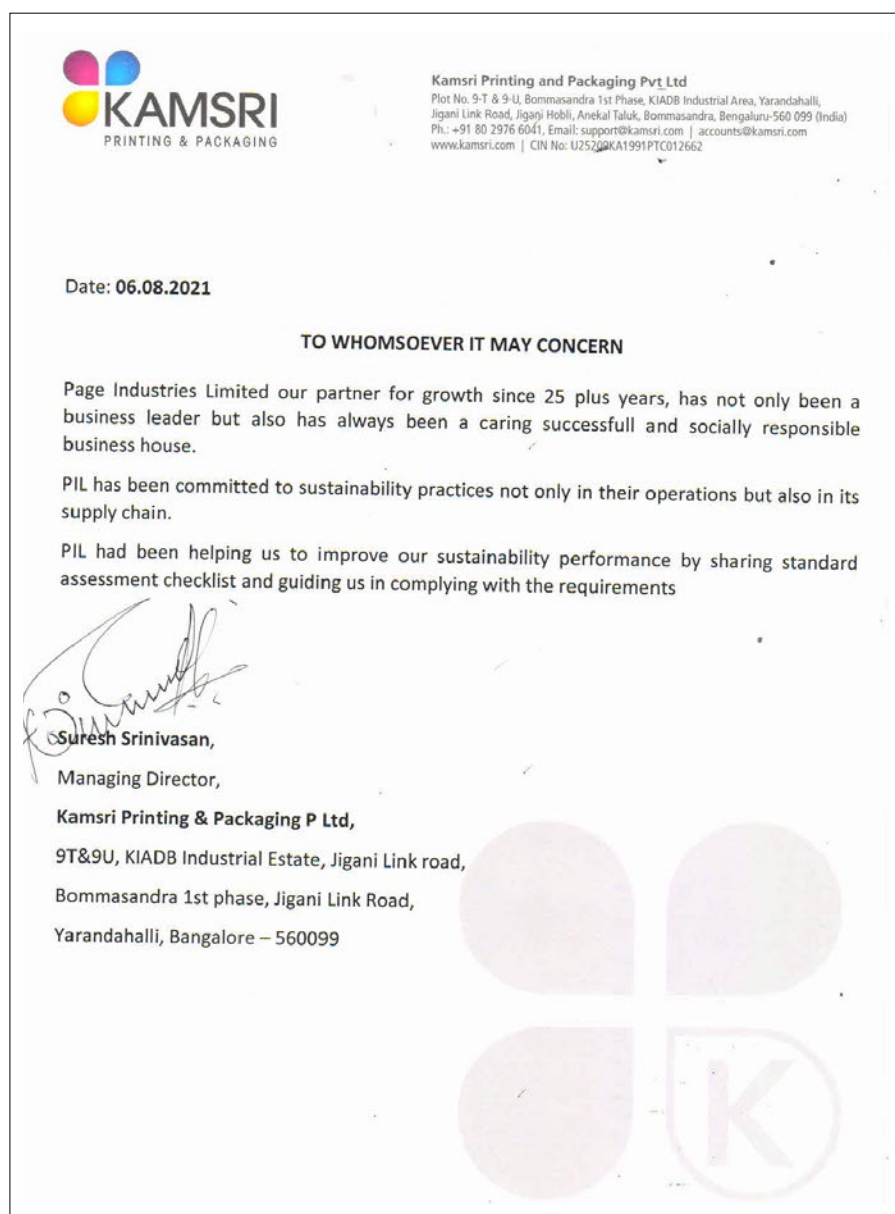 KAMSRI
PRINTING & PACKAGING
Kamsri Printing and Packaging Pvt Ltd
Plot No. 9-T & 9-U, Bommasandra 1st Phase, KIADB Industrial Area, Yarandahalli,
Jigani Link Road, Jigani Hobli, Anekal Taluk, Bommasandra, Bengaluru-560 099 (India)
Ph.: +91 80 2976 6041, Email: support@kamsri.com | accounts@kamsri.com
www.kamsri.com | CIN No: U25209KA1991PTC012662
Date: 06.08.2021
TO WHOMSOEVER IT MAY CONCERN
Page Industries Limited our partner for growth since 25 plus years, has not only been a
business leader but also has always been a caring successfull and socially responsible
business house.
PIL has been committed to sustainability practices not only in their operations but also in its
supply chain.
PIL had been helping us to improve our sustainability performance by sharing standard
assessment checklist and guiding us in complying with the requirements
Suresh Srinivasan,
Managing Director,
Kamsri Printing & Packaging P Ltd,
9T&9U, KIADB Industrial Estate, Jigani Link road,
Bommasandra 1st phase, Jigani Link Road,
Yarandahalli, Bangalore – 560099
K